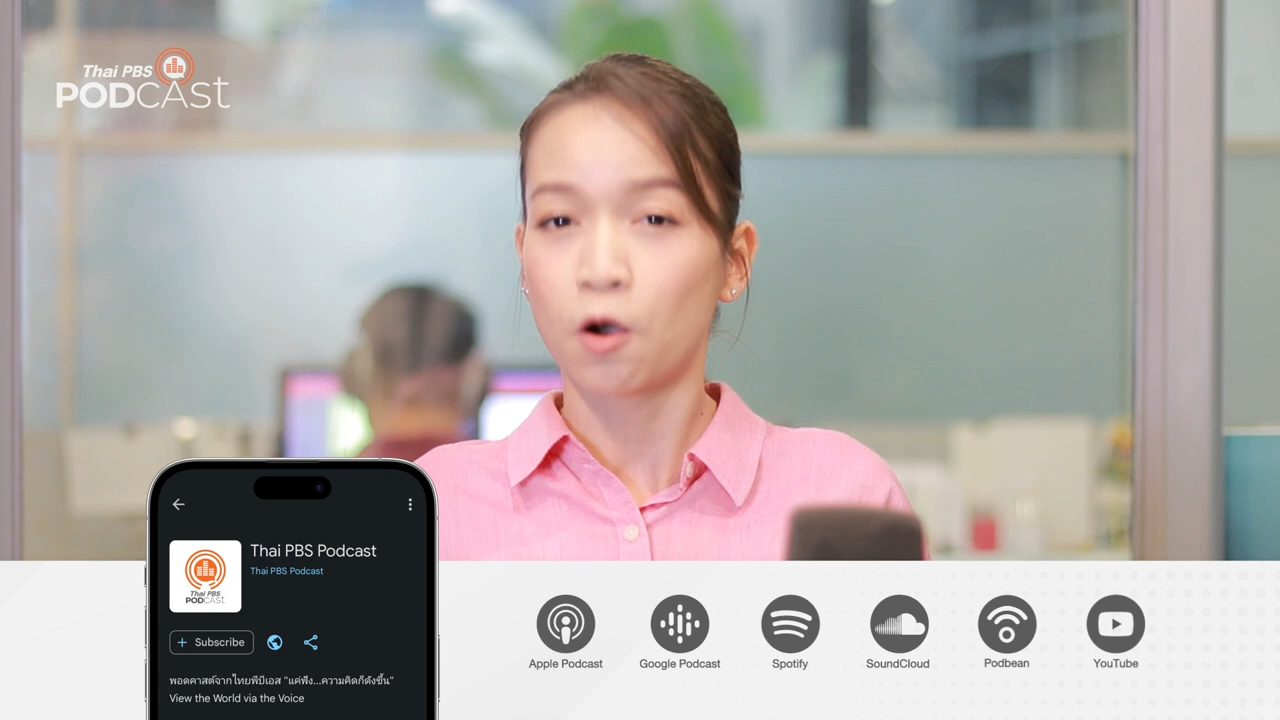 Thai PBS
PODCAST
Thai PBS Podcast
Thai PBS Podcast
Thai PBS
PODCAST
+ Subscribe
พอดคาสต์จากไทยพีบีเอส "แค่ฟัง...ความคิดก็ดังขึ้น"
View the World via the Voice
Apple Podcast
Google Podcast
Spotify
SoundCloud
Podbean
YouTube